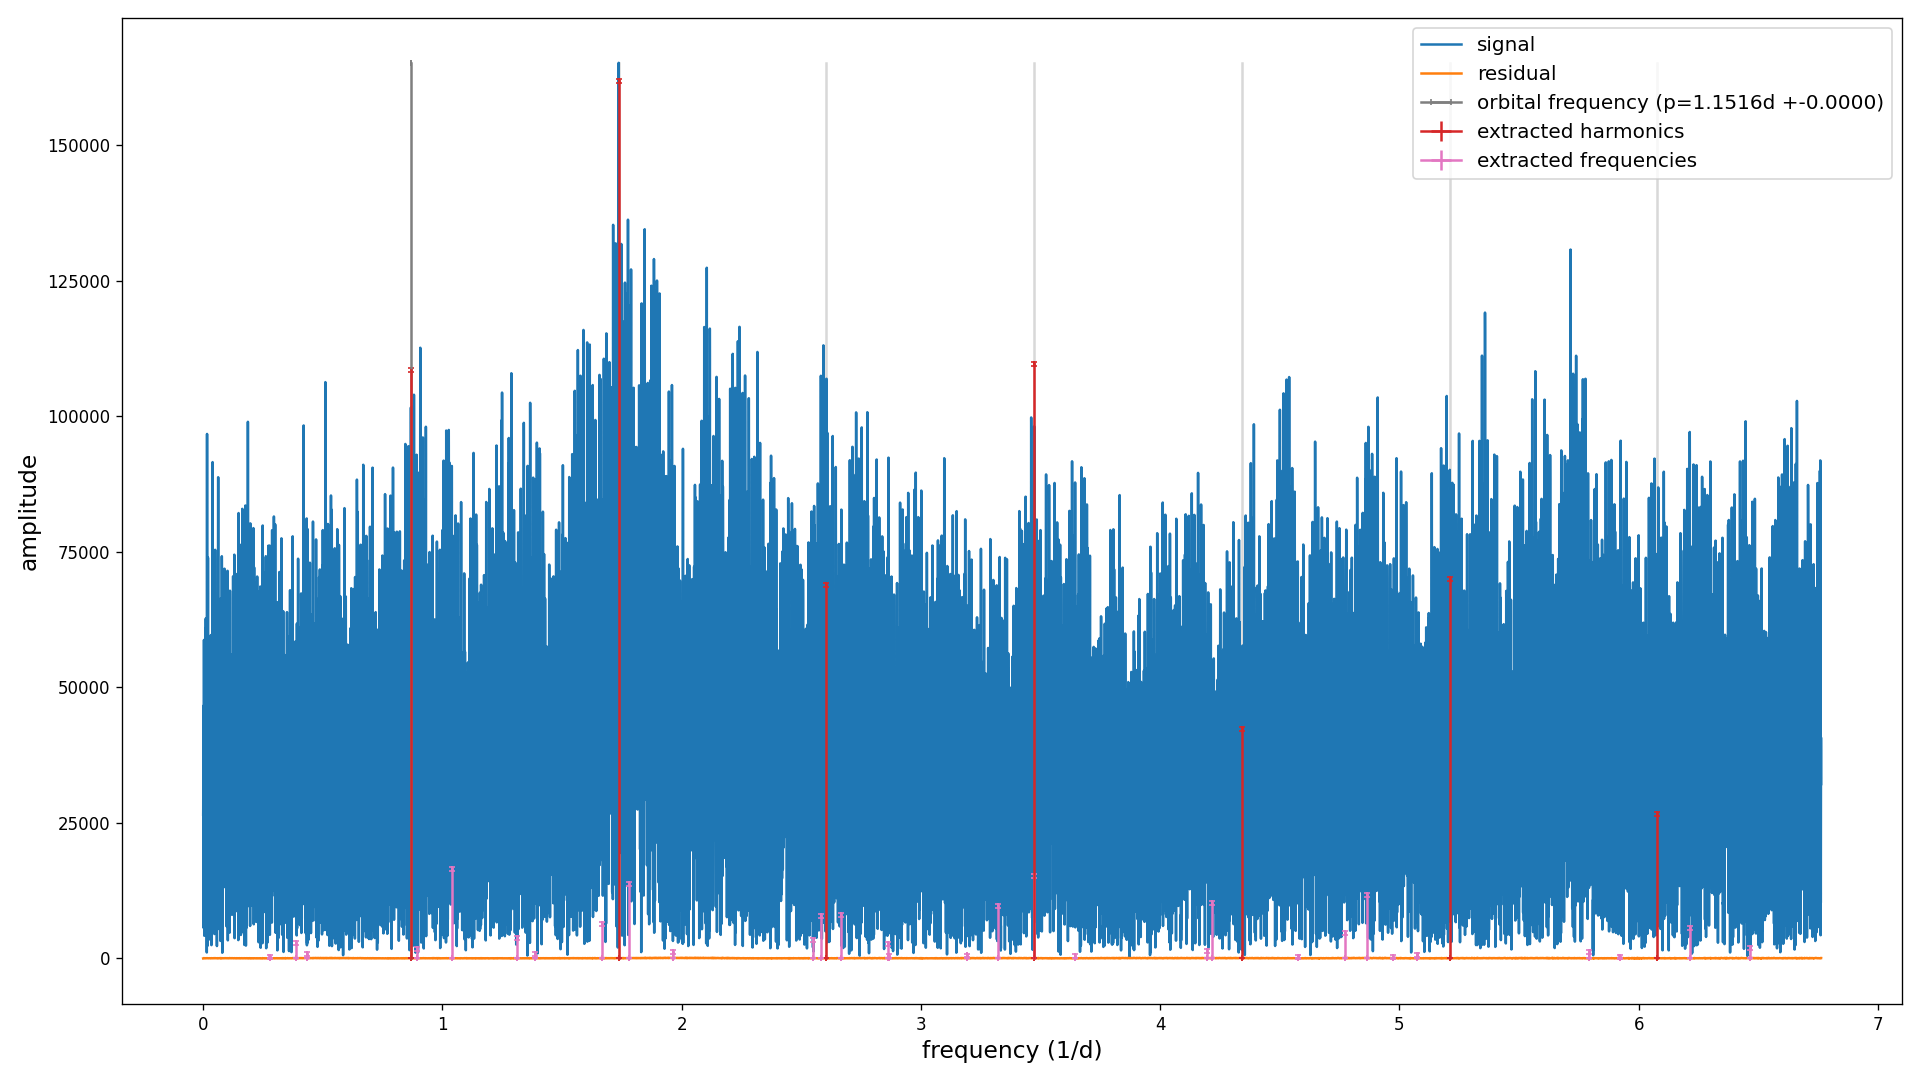 signal
residual
orbital frequency (p=1.1516d +-0.0000)
extracted harmonics
extracted frequencies
amplitude
150000
125000
100000
75000
50000
25000
0
0 1 2 3 4 5 6 7
frequency (1/d)